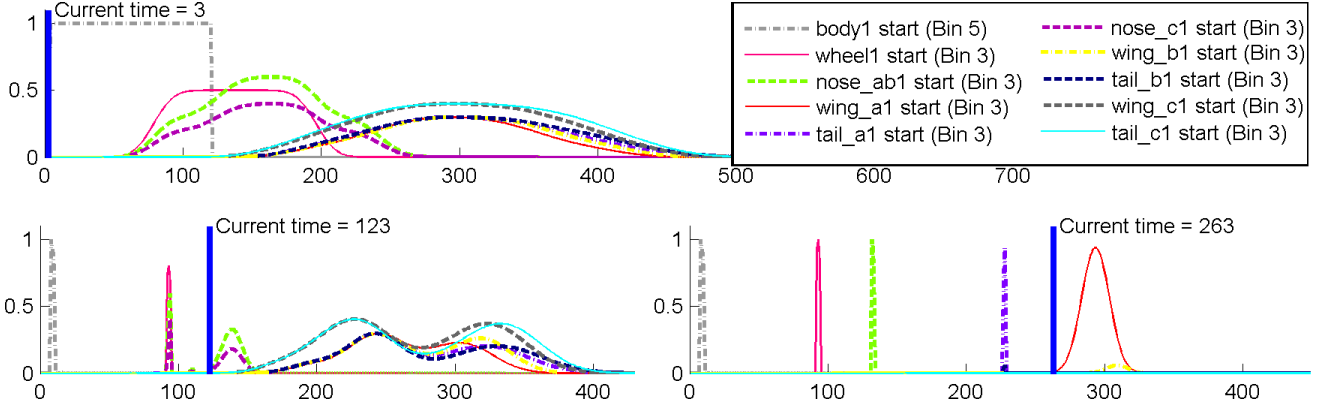 Current time = 3
1
0.5
0
0 100 200 300 400 500 600 700
body1 start (Bin 5)
wheel1 start (Bin 3)
nose_ab1 start (Bin 3)
wing_a1 start (Bin 3)
tail_a1 start (Bin 3)
nose_c1 start (Bin 3)
wing_b1 start (Bin 3)
tail_b1 start (Bin 3)
wing_c1 start (Bin 3)
tail_c1 start (Bin 3)
Current time = 123
1
0.5
0
0 100 200 300 400
Current time = 263
1
0.5
0
0 100 200 300 400